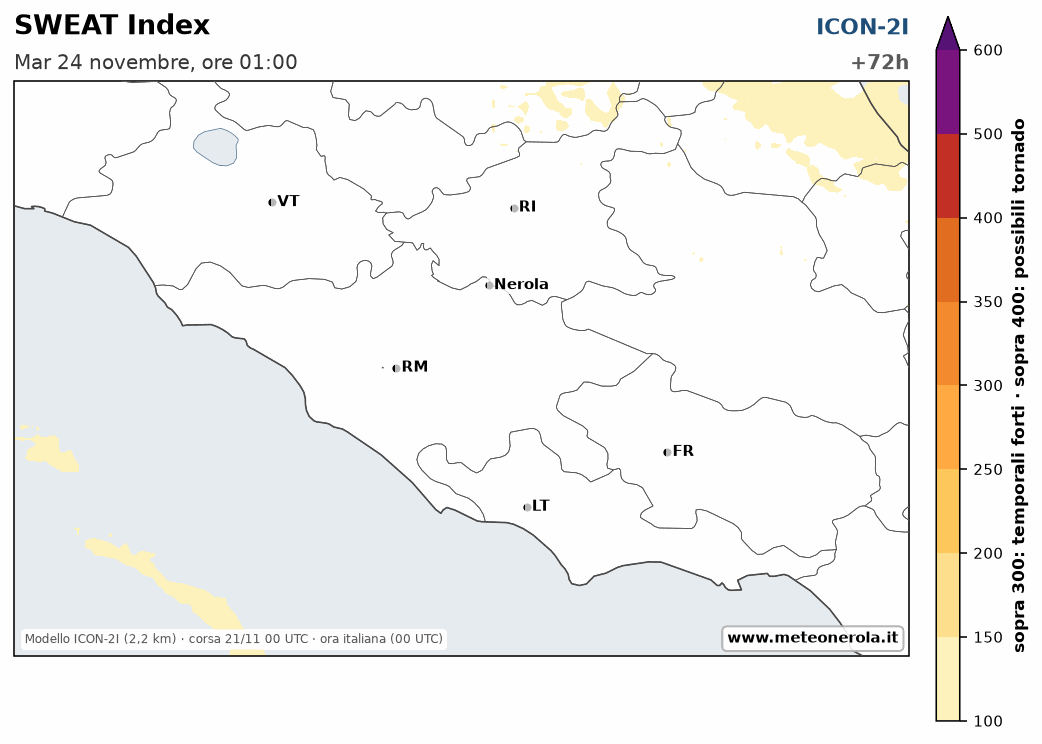 SWEAT Index
ICON-2I
Mar 24 novembre, ore 01:00
+72h
VT
RI
Nerola
RM
FR
LT
Modello ICON-2I (2,2 km) · corsa 21/11 00 UTC · ora italiana (00 UTC)
www.meteonerola.it
600
500
400
350
300
250
200
150
100
sopra 300: temporali forti · sopra 400: possibili tornado